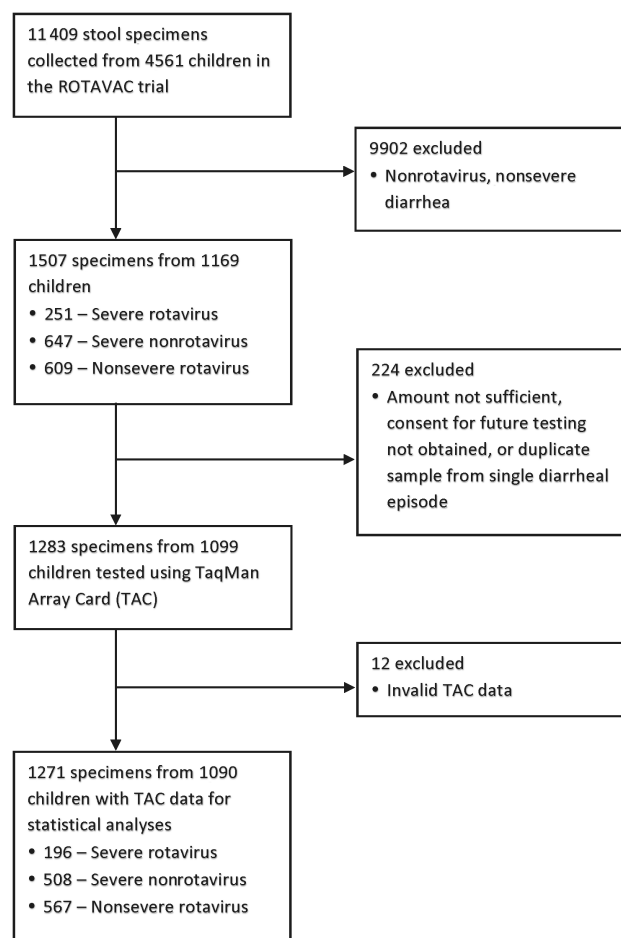 11 409 stool specimens
collected from 4561 children in
the ROTAVAC trial
9902 excluded
• Nonrotavirus, nonsevere
diarrhea
1507 specimens from 1169
children
• 251 – Severe rotavirus
• 647 – Severe nonrotavirus
• 609 – Nonsevere rotavirus
224 excluded
• Amount not sufficient,
consent for future testing
not obtained, or duplicate
sample from single diarrheal
episode
1283 specimens from 1099
children tested using TaqMan
Array Card (TAC)
12 excluded
• Invalid TAC data
1271 specimens from 1090
children with TAC data for
statistical analyses
• 196 – Severe rotavirus
• 508 – Severe nonrotavirus
• 567 – Nonsevere rotavirus